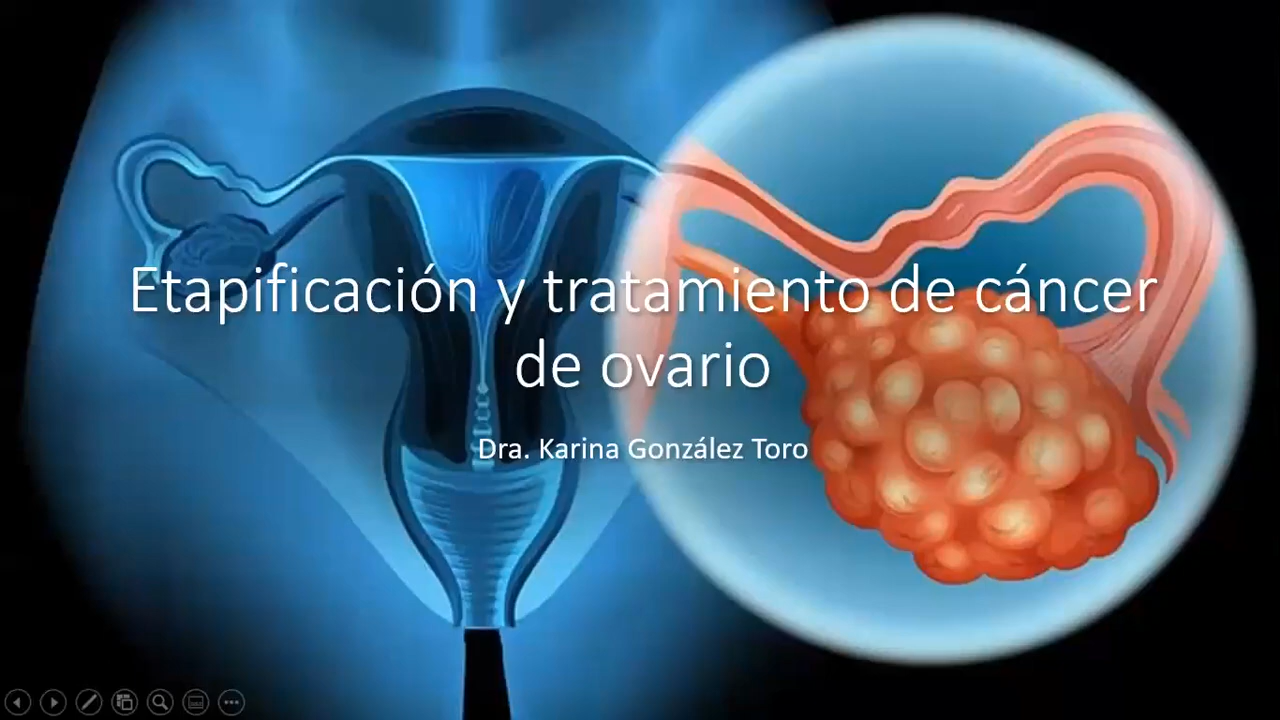 Etapificación y tratamiento de cáncer
de ovario
Dra. Karina González Toro